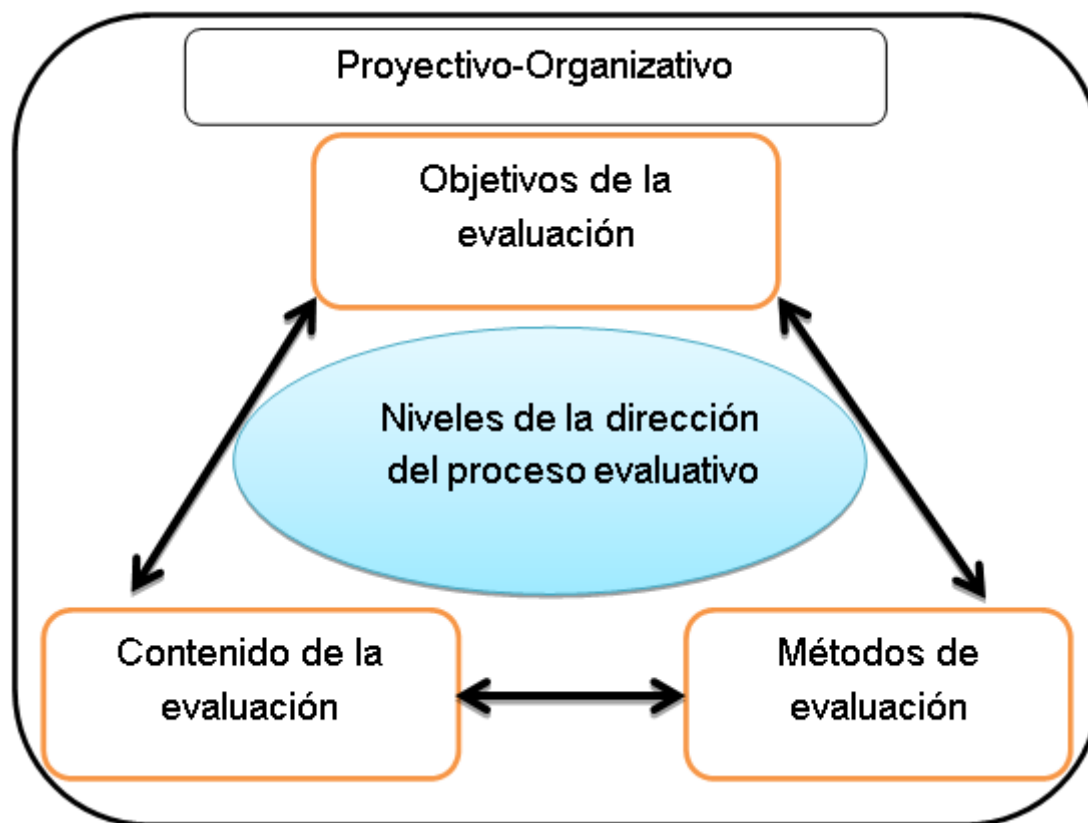 Proyectivo-Organizativo
Objetivos de la
evaluación
Niveles de la dirección
del proceso evaluativo
Contenido de la
evaluación
Métodos de
evaluación